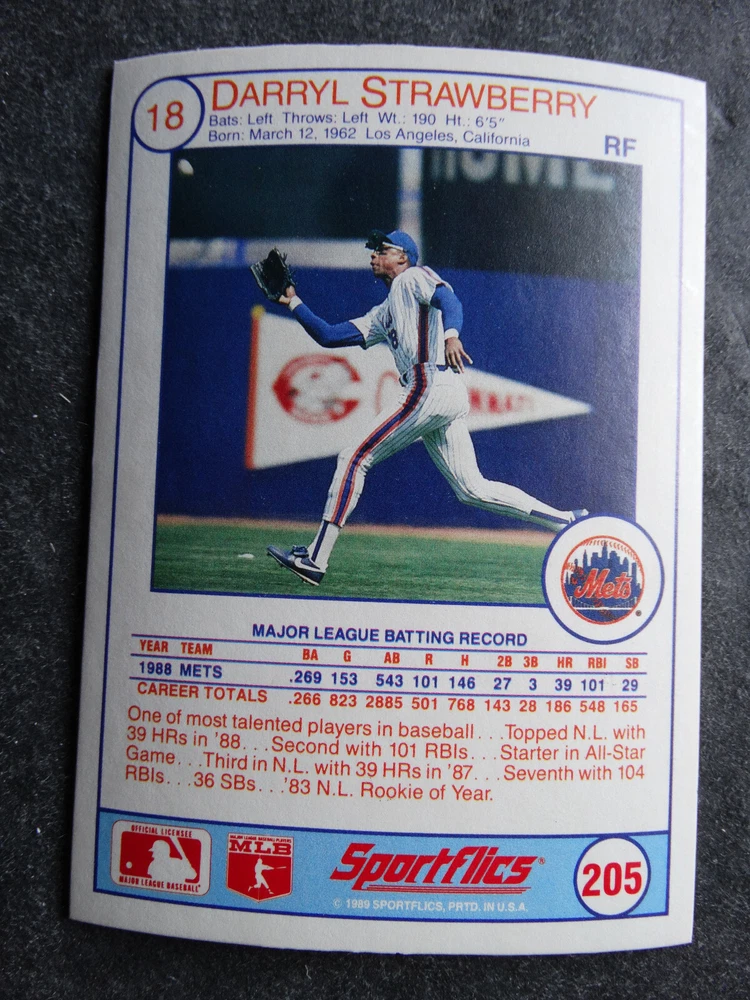 18
DARRYL STRAWBERRY
Bats: Left Throws: Left Wt.: 190 Ht.: 6'5"
Born: March 12, 1962 Los Angeles, California
RF
HOME
8
C
Mets
MAJOR LEAGUE BATTING RECORD
YEAR TEAM BA G AB R H 2B 3B HR RBI SB
1988 METS .269 153 543 101 146 27 3 39 101 29
CAREER TOTALS .266 823 2885 501 768 143 28 186 548 165
One of most talented players in baseball...Topped N.L. with
39 HRs in '88...Second with 101 RBIs...Starter in All-Star
Game...Third in N.L. with 39 HRs in '87...Seventh with 104
RBIs...36 SBs...'83 N.L. Rookie of Year.
OFFICIAL LICENSEE
MAJOR LEAGUE BASEBALL®
MAJOR LEAGUE BASEBALL PLAYERS
MLB
Sportflics®
© 1989 SPORTFLICS, PRTD. IN U.S.A.
205